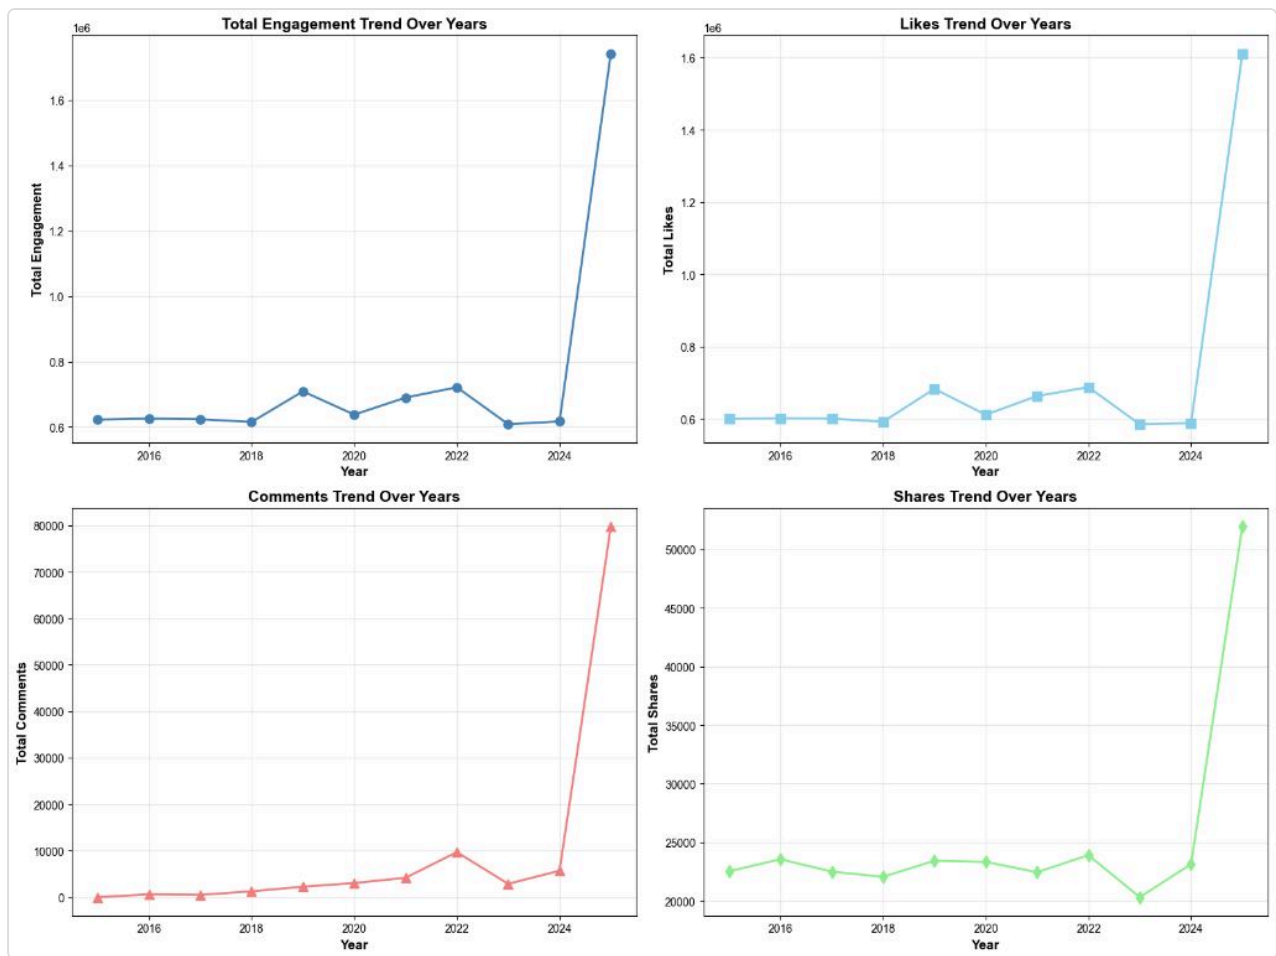 Total Engagement Trend Over Years
1e6
1.6
1.4
1.2
1.0
0.8
0.6
Total Engagement
2016 2018 2020 2022 2024
Year
Likes Trend Over Years
1e6
1.6
1.4
1.2
1.0
0.8
0.6
Total Likes
2016 2018 2020 2022 2024
Year
Comments Trend Over Years
80000
70000
60000
50000
40000
30000
20000
10000
0
Total Comments
2016 2018 2020 2022 2024
Year
Shares Trend Over Years
50000
45000
40000
35000
30000
25000
20000
Total Shares
2016 2018 2020 2022 2024
Year